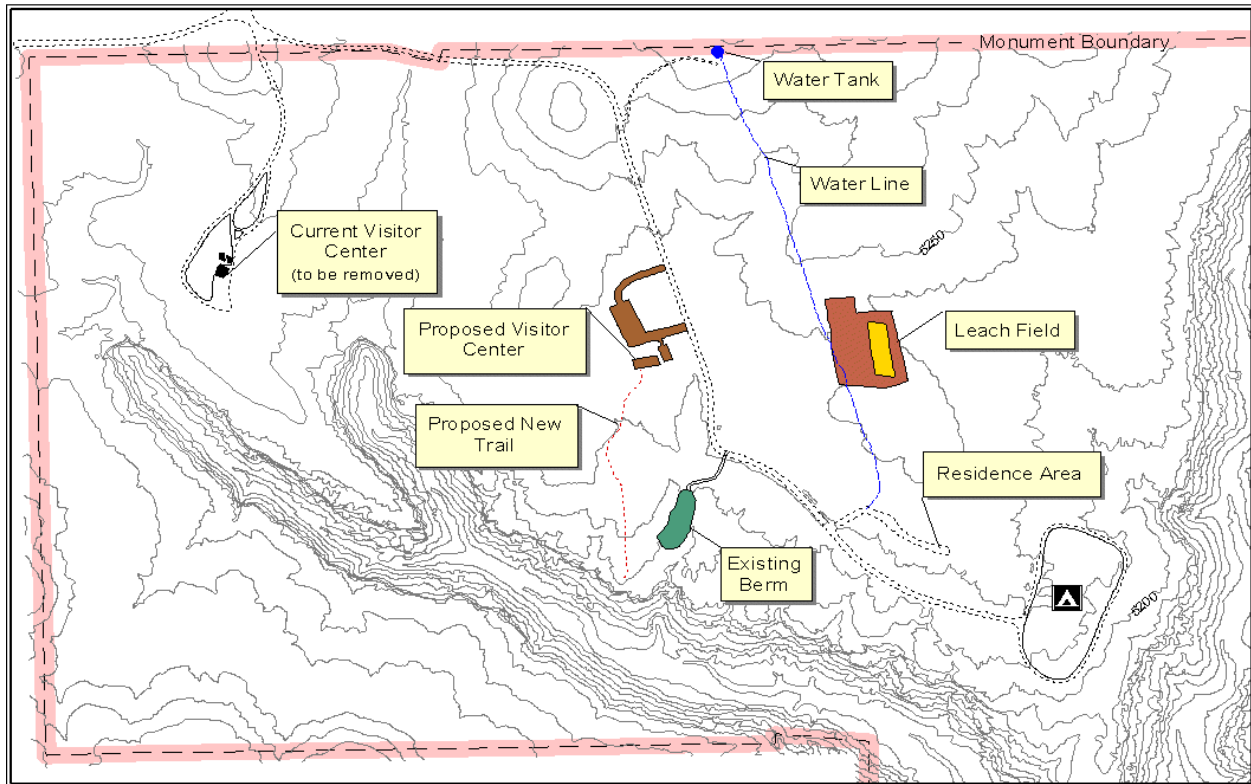 Monument Boundary
Water Tank
Water Line
Current Visitor
Center
(to be removed)
5250
Proposed Visitor
Center
Leach Field
Proposed New
Trail
Residence Area
Existing
Berm
5200